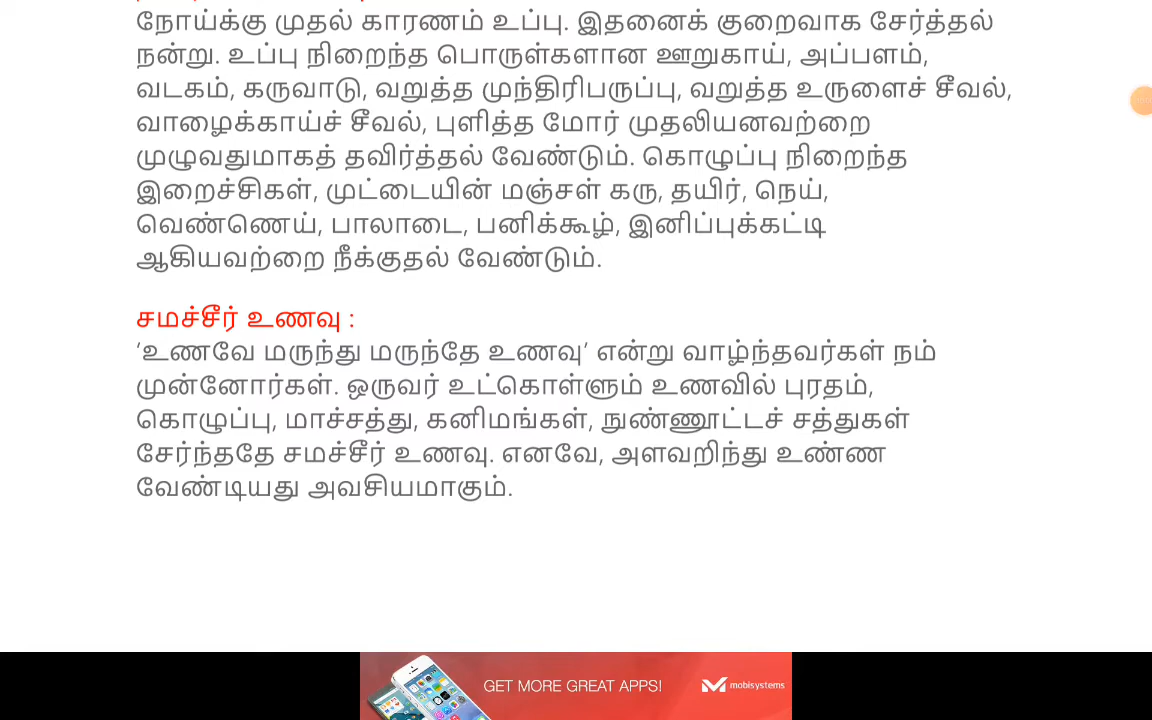 நோய்க்கு முதல் காரணம் உப்பு. இதனைக் குறைவாக சேர்த்தல்
நன்று. உப்பு நிறைந்த பொருள்களான ஊறுகாய், அப்பளம்,
வடகம், கருவாடு, வறுத்த முந்திரிபருப்பு, வறுத்த உருளைச் சீவல்,
வாழைக்காய்ச் சீவல், புளித்த மோர் முதலியனவற்றை
முழுவதுமாகத் தவிர்த்தல் வேண்டும். கொழுப்பு நிறைந்த
இறைச்சிகள், முட்டையின் மஞ்சள் கரு, தயிர், நெய்,
வெண்ணெய், பாலாடை, பனிக்கூழ், இனிப்புக்கட்டி
ஆகியவற்றை நீக்குதல் வேண்டும்.
சமச்சீர் உணவு :
‘உணவே மருந்து மருந்தே உணவு’ என்று வாழ்ந்தவர்கள் நம்
முன்னோர்கள். ஒருவர் உட்கொள்ளும் உணவில் புரதம்,
கொழுப்பு, மாச்சத்து, கனிமங்கள், நுண்ணூட்டச் சத்துகள்
சேர்ந்ததே சமச்சீர் உணவு. எனவே, அளவறிந்து உண்ண
வேண்டியது அவசியமாகும்.
GET MORE GREAT APPS!
mobisystems